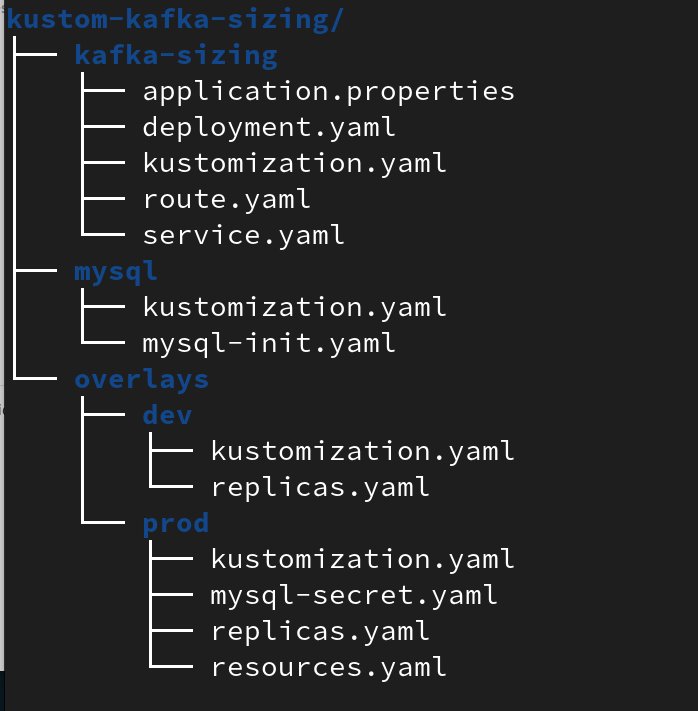 kustom-kafka-sizing/
├── kafka-sizing
│   ├── application.properties
│   ├── deployment.yaml
│   ├── kustomization.yaml
│   ├── route.yaml
│   └── service.yaml
├── mysql
│   ├── kustomization.yaml
│   └── mysql-init.yaml
└── overlays
    ├── dev
    │   ├── kustomization.yaml
    │   └── replicas.yaml
    └── prod
        ├── kustomization.yaml
        ├── mysql-secret.yaml
        ├── replicas.yaml
        └── resources.yaml